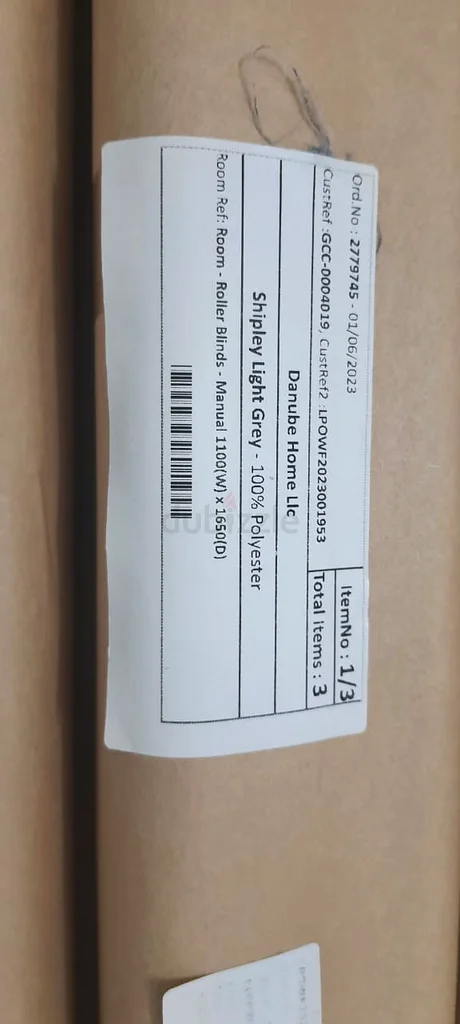 Ord.No : 2779745 - 01/06/2023
ItemNo : 1/3
CustRef :GCC-0004019, CustRef2 :LPOWF2023001953
Total items : 3
Danube Home Llc
Shipley Light Grey - 100% Polyester
Room Ref: Room - Roller Blinds - Manual 1100(W) x 1650(D)
dubizzle